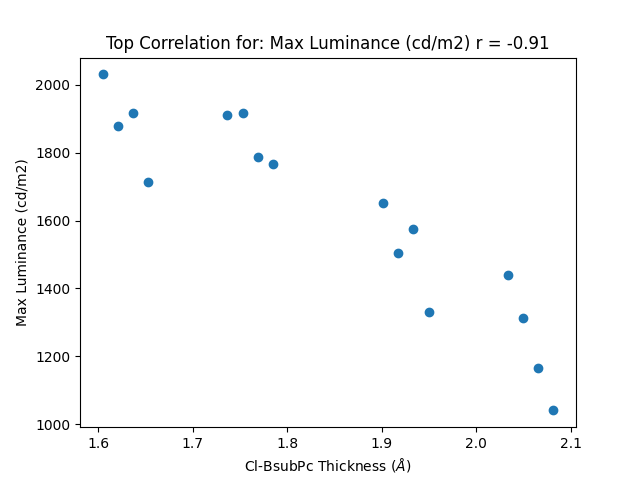 Top Correlation for: Max Luminance (cd/m2) r = -0.91
Max Luminance (cd/m2)
2000
1800
1600
1400
1200
1000
1.6 1.7 1.8 1.9 2.0 2.1
Cl-BsubPc Thickness (Å)